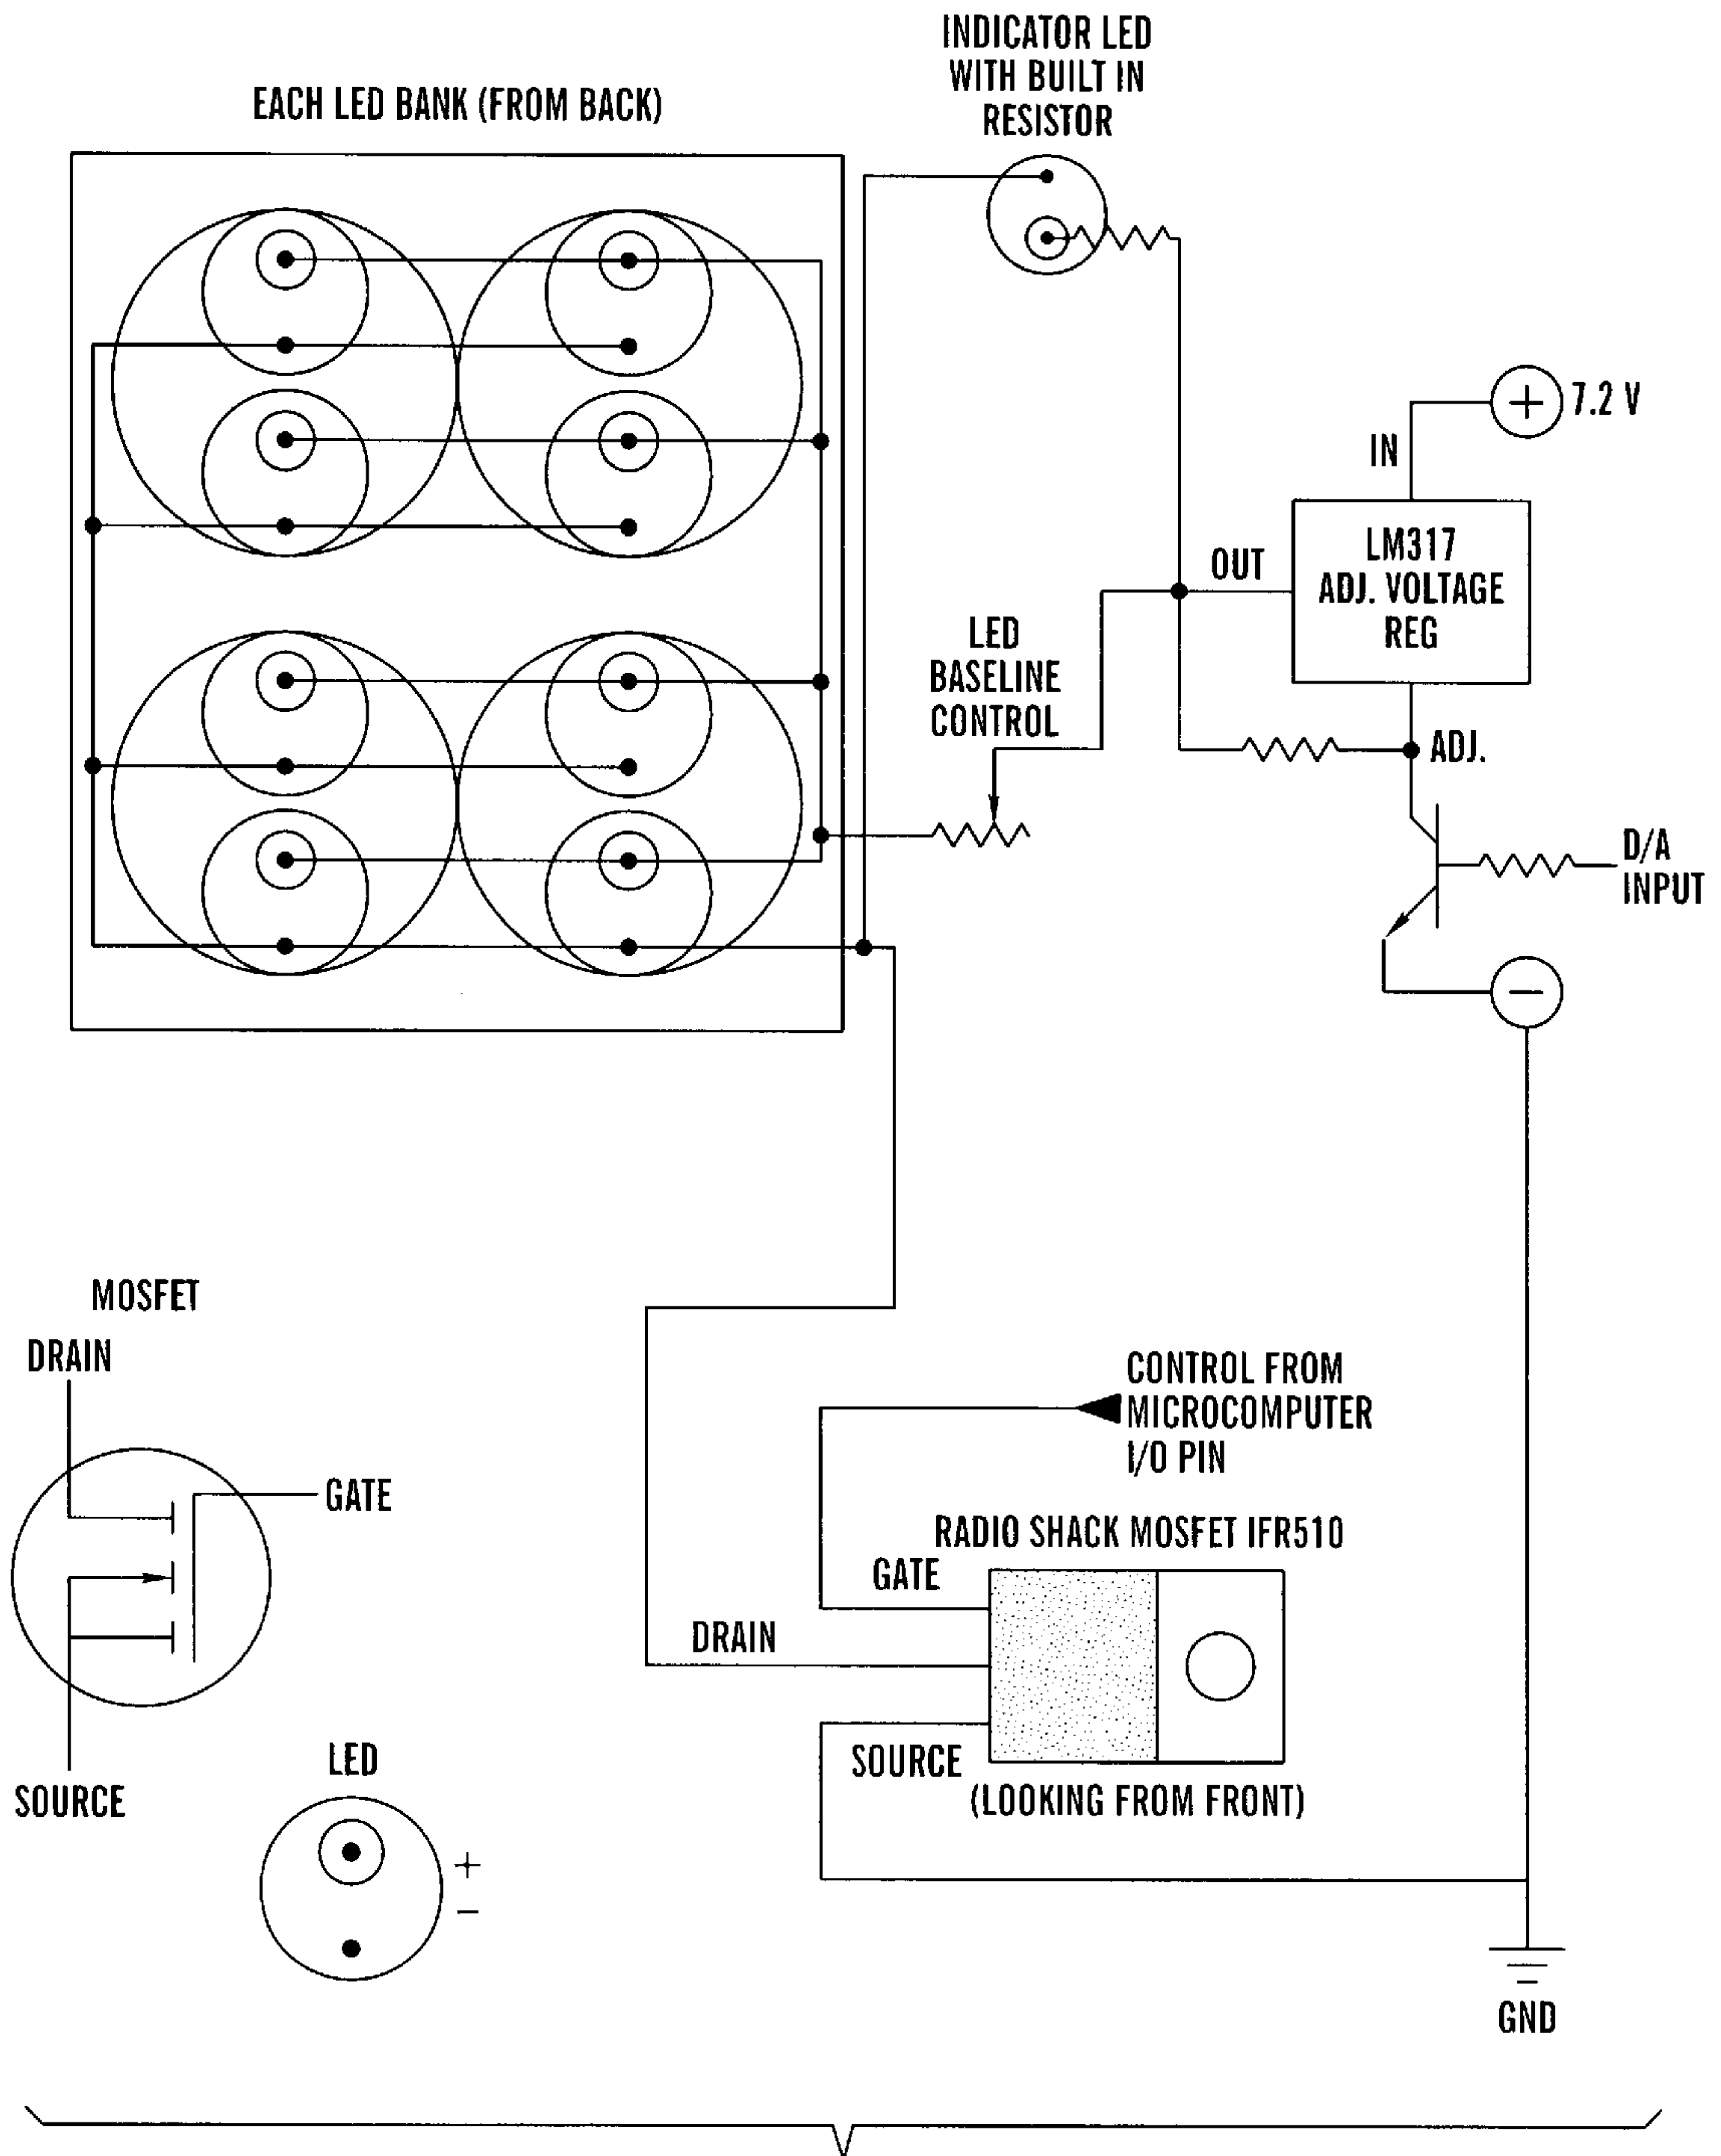 INDICATOR LED
WITH BUILT IN
RESISTOR
EACH LED BANK (FROM BACK)
7.2 V
IN
LM317
ADJ. VOLTAGE
REG
OUT
LED
BASELINE
CONTROL
ADJ.
D/A
INPUT
MOSFET
DRAIN
GATE
SOURCE
CONTROL FROM
MICROCOMPUTER
I/O PIN
RADIO SHACK MOSFET IFR510
GATE
DRAIN
SOURCE
(LOOKING FROM FRONT)
LED
+
−
GND